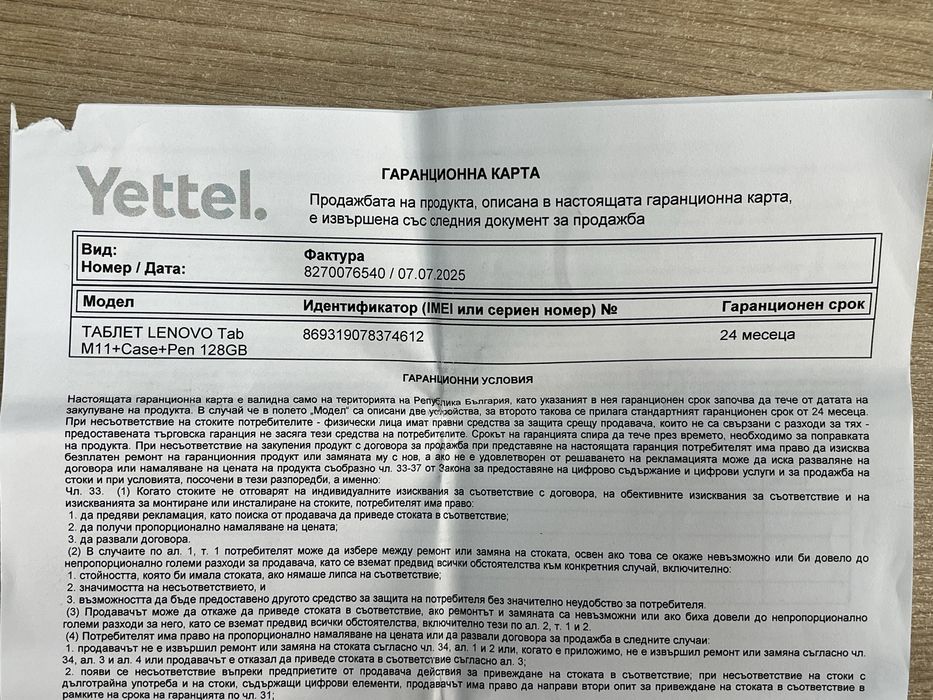 Yettel.
ГАРАНЦИОННА КАРТА
Продажбата на продукта, описана в настоящата гаранционна карта,
е извършена със следния документ за продажба
Вид: Фактура
Номер / Дата: 8270076540 / 07.07.2025
Модел Идентификатор (IMEI или сериен номер) № Гаранционен срок
ТАБЛЕТ LENOVO Tab 869319078374612 24 месеца
M11+Case+Pen 128GB
ГАРАНЦИОННИ УСЛОВИЯ
Настоящата гаранционна карта е валидна само на територията на Република България, като указаният в нея гаранционен срок започва да тече от датата на
закупуване на продукта. В случай че в полето „Модел" са описани две устройства, за второто такова се прилага стандартният гаранционен срок от 24 месеца.
При несъответствие на стоките потребителите - физически лица имат правни средства за защита срещу продавача, които не са свързани с разходи за тях -
предоставената търговска гаранция не засяга тези средства на потребителите. Срокът на гаранцията спира да тече през времето, необходимо за поправката
на продукта. При несъответствие на закупения продукт с договора за продажба при представяне на настоящата гаранция потребителят има право да изисква
безплатен ремонт на гаранционния продукт или замяната му с нов, а ако не е удовлетворен от решаването на рекламацията може да иска разваляне на
договора или намаляване на цената на продукта съобразно чл. 33-37 от Закона за предоставяне на цифрово съдържание и цифрови услуги и за продажба на
стоки и при условията, посочени в тези разпоредби, а именно:
Чл. 33. (1) Когато стоките не отговарят на индивидуалните изисквания за съответствие с договора, на обективните изисквания за съответствие и на
изискванията за монтиране или инсталиране на стоките, потребителят има право:
1. да предяви рекламация, като поиска от продавача да приведе стоката в съответствие;
2. да получи пропорционално намаляване на цената;
3. да развали договора.
(2) В случаите по ал. 1, т. 1 потребителят може да избере между ремонт или замяна на стоката, освен ако това се окаже невъзможно или би довело до
непропорционално големи разходи за продавача, като се вземат предвид всички обстоятелства към конкретния случай, включително:
1. стойността, която би имала стоката, ако нямаше липса на съответствие;
2. значимостта на несъответствието, и
3. възможността да бъде предоставено другото средство за защита на потребителя без значително неудобство за потребителя.
(3) Продавачът може да откаже да приведе стоката в съответствие, ако ремонтът и замяната са невъзможни или ако биха довели до непропорционално
големи разходи за него, като се вземат предвид всички обстоятелства, включително тези по ал. 2, т. 1 и 2.
(4) Потребителят има право на пропорционално намаляване на цената или да развали договора за продажба в следните случаи:
1. продавачът не е извършил ремонт или замяна на стоката съгласно чл. 34, ал. 1 и 2 или, когато е приложимо, не е извършил ремонт или замяна съгласно чл.
34, ал. 3 и ал. 4 или продавачът е отказал да приведе стоката в съответствие съгласно ал. 3;
2. появи се несъответствие въпреки предприетите от продавача действия за привеждане на стоката в съответствие; при несъответствие на стоки с
дълготрайна употреба и на стоки, съдържащи цифрови елементи, продавачът има право да направи втори опит за привеждане на стоката в съответствие в
рамките на срока на гаранцията по чл. 31;